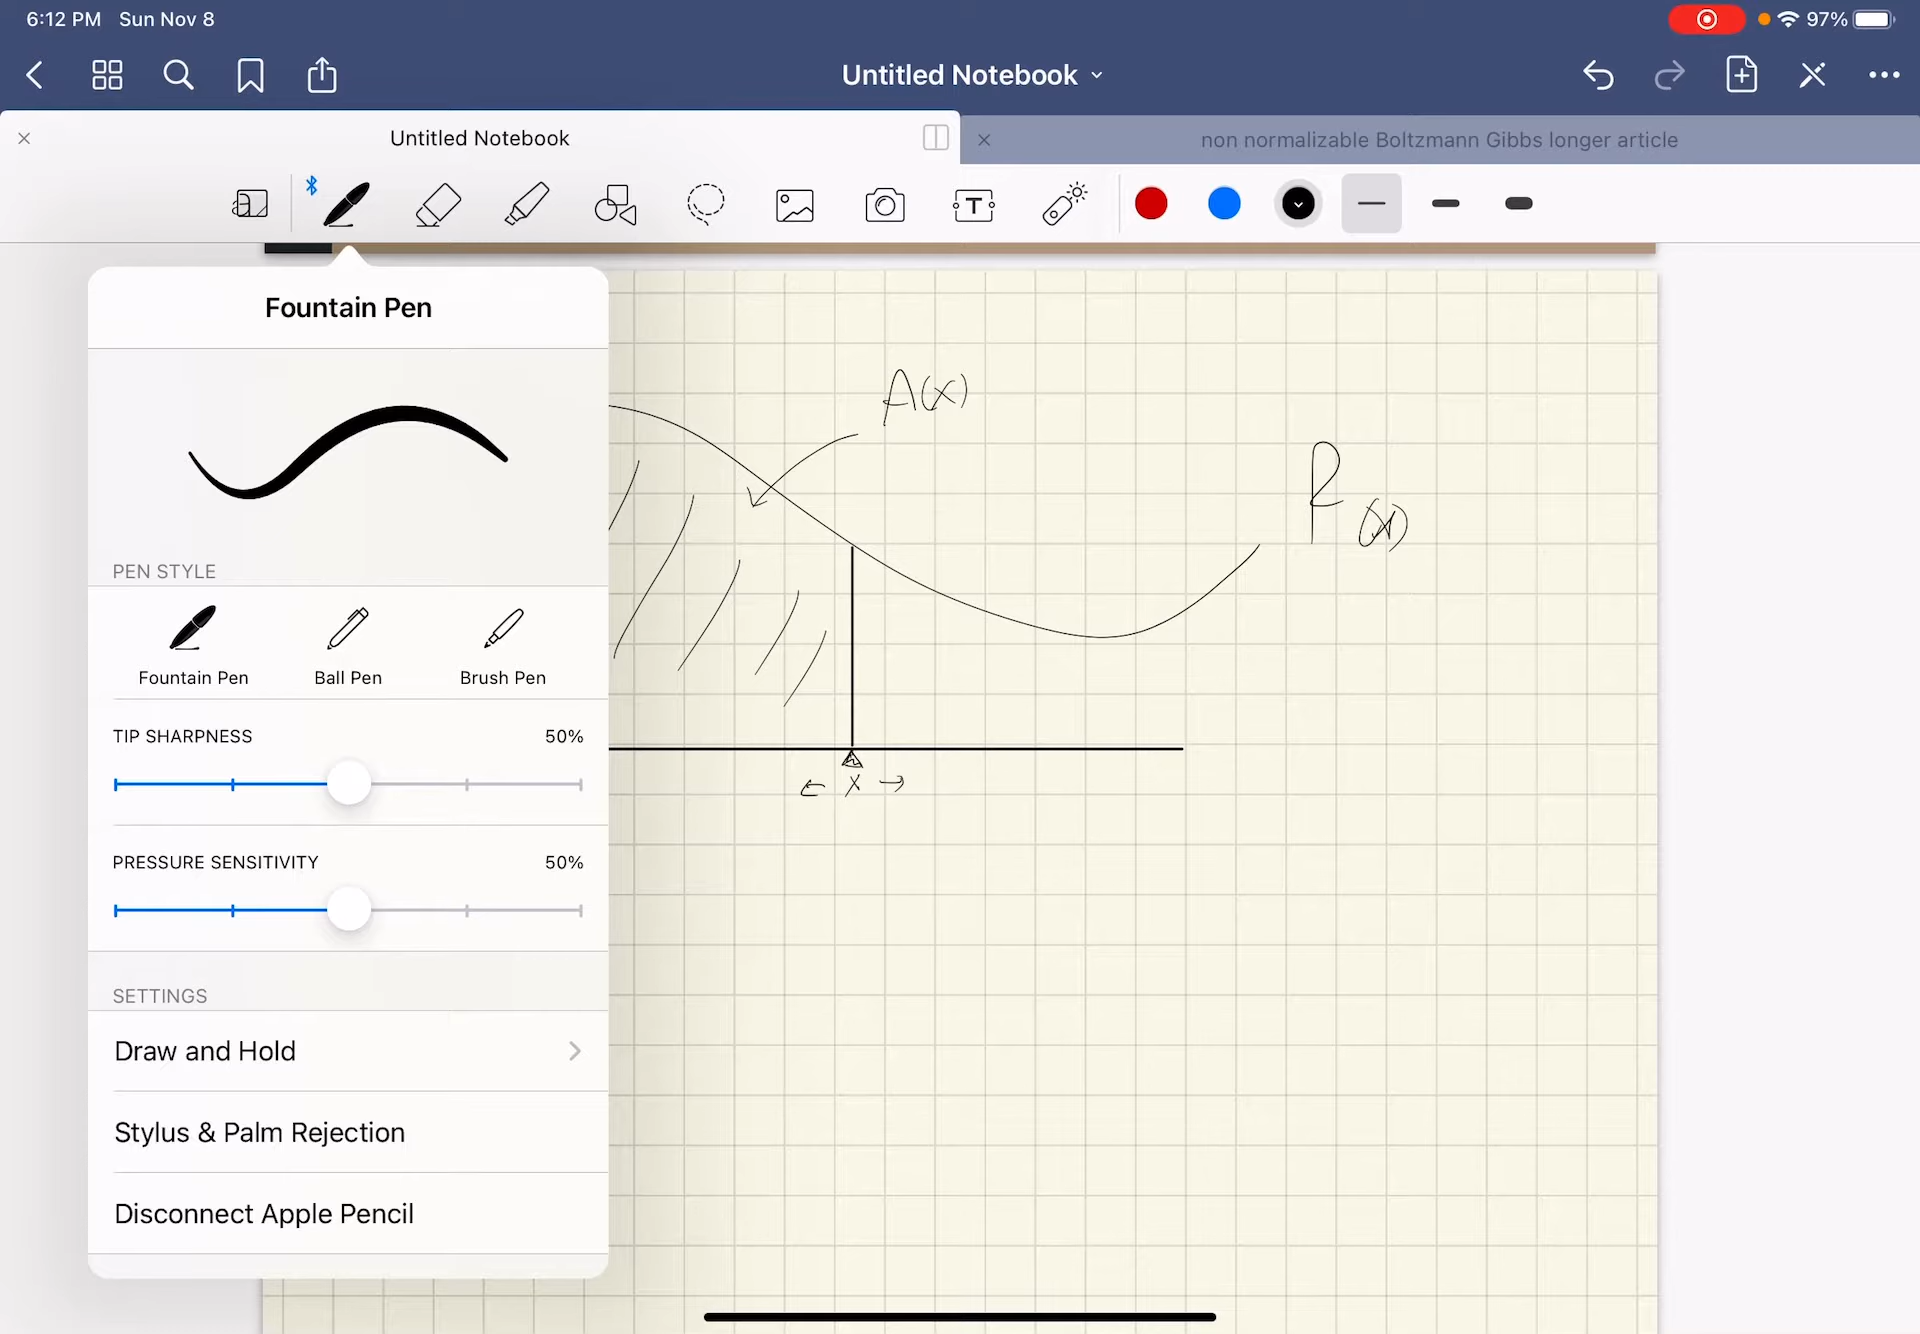 6:12 PM Sun Nov 8
97%
Untitled Notebook
Untitled Notebook
non normalizable Boltzmann Gibbs longer article
T
Fountain Pen
PEN STYLE
Fountain Pen
Ball Pen
Brush Pen
TIP SHARPNESS 50%
PRESSURE SENSITIVITY 50%
SETTINGS
Draw and Hold
Stylus & Palm Rejection
Disconnect Apple Pencil
A(x)
(x)
← x →